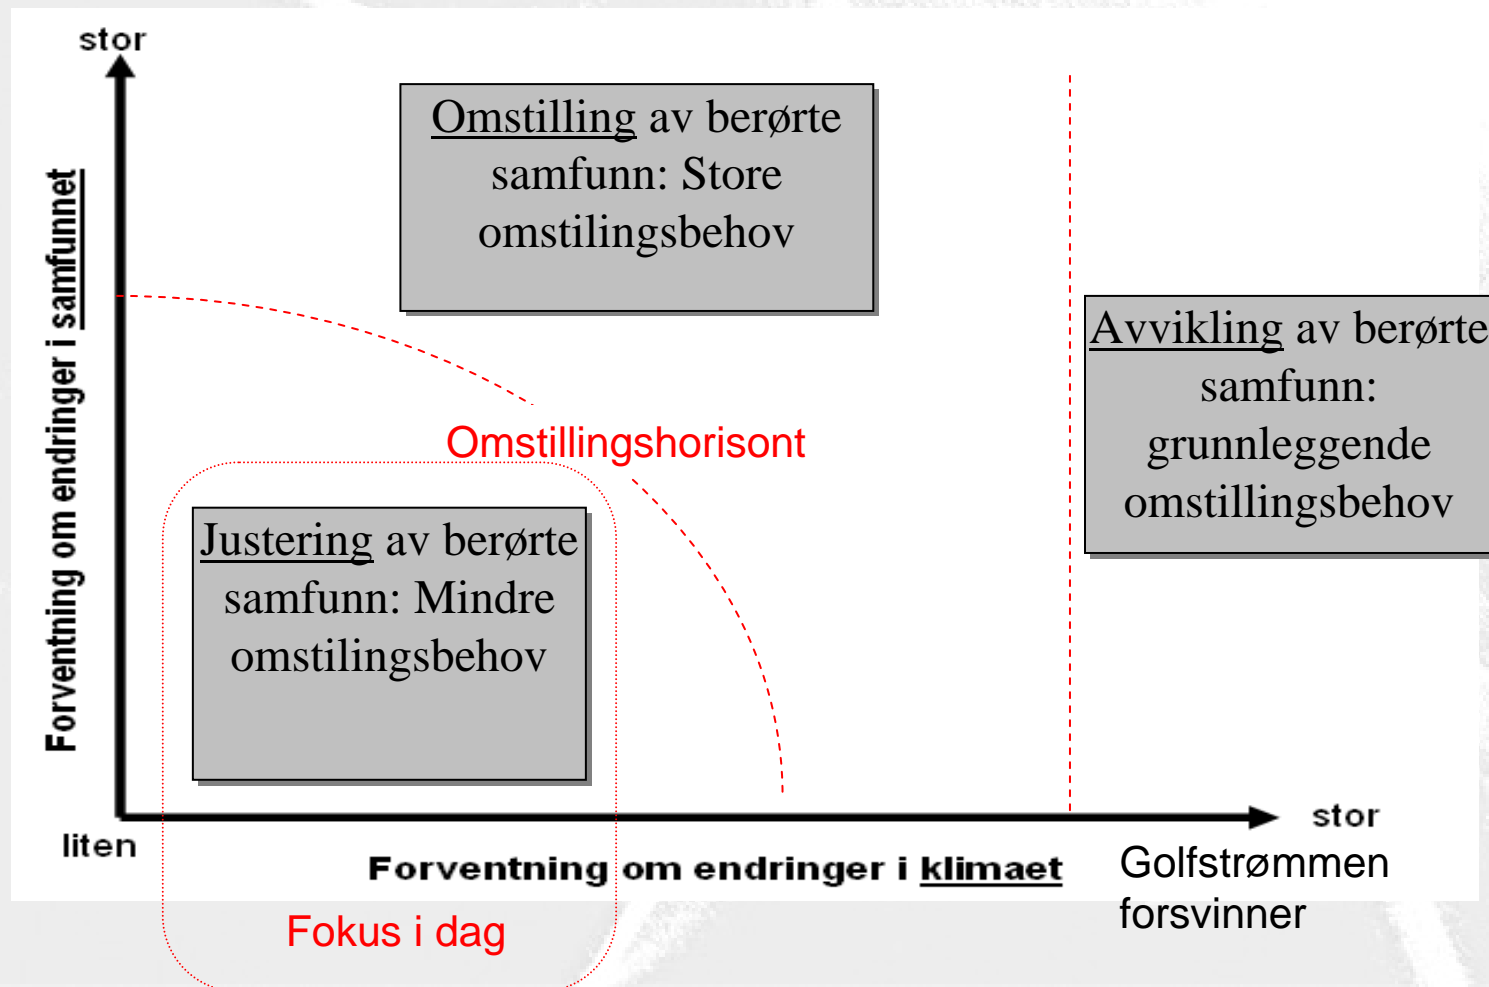 stor
Forventning om endringer i samfunnet
Omstilling av berørte
samfunn: Store
omstilingsbehov
Avvikling av berørte
samfunn:
grunnleggende
omstillingsbehov
Omstillingshorisont
Justering av berørte
samfunn: Mindre
omstilingsbehov
liten
stor
Forventning om endringer i klimaet
Golfstrømmen
forsvinner
Fokus i dag